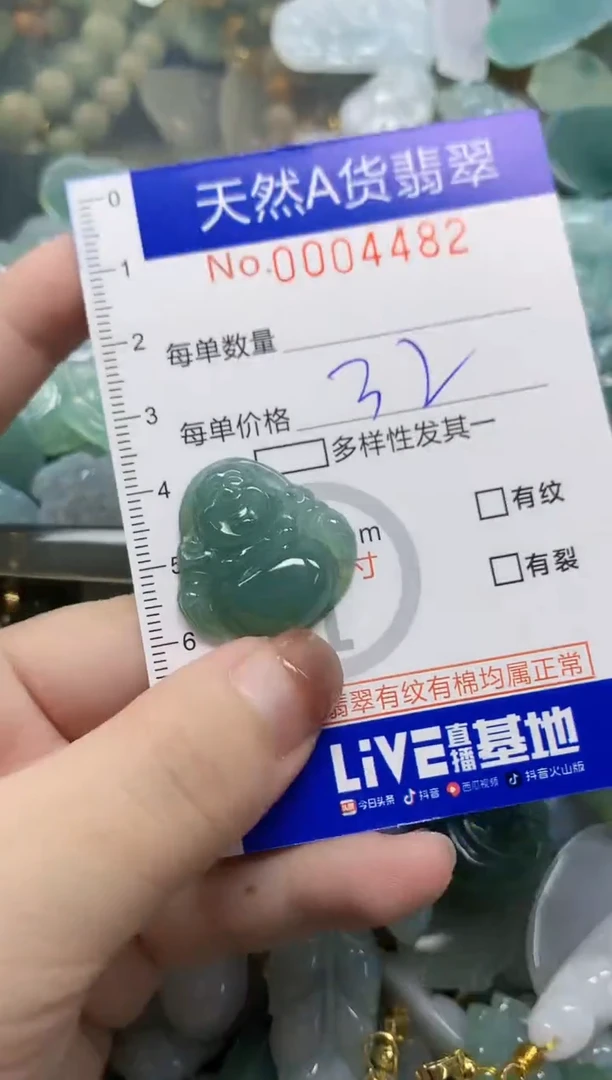 天然A货翡翠
No.0004482
0
1
2
3
4
5
6
每单数量
每单价格 32
多样性发其一
有纹
m
寸
有裂
翡翠有纹有棉均属正常
LiVE直播基地
今日头条 抖音 西瓜视频 抖音火山版